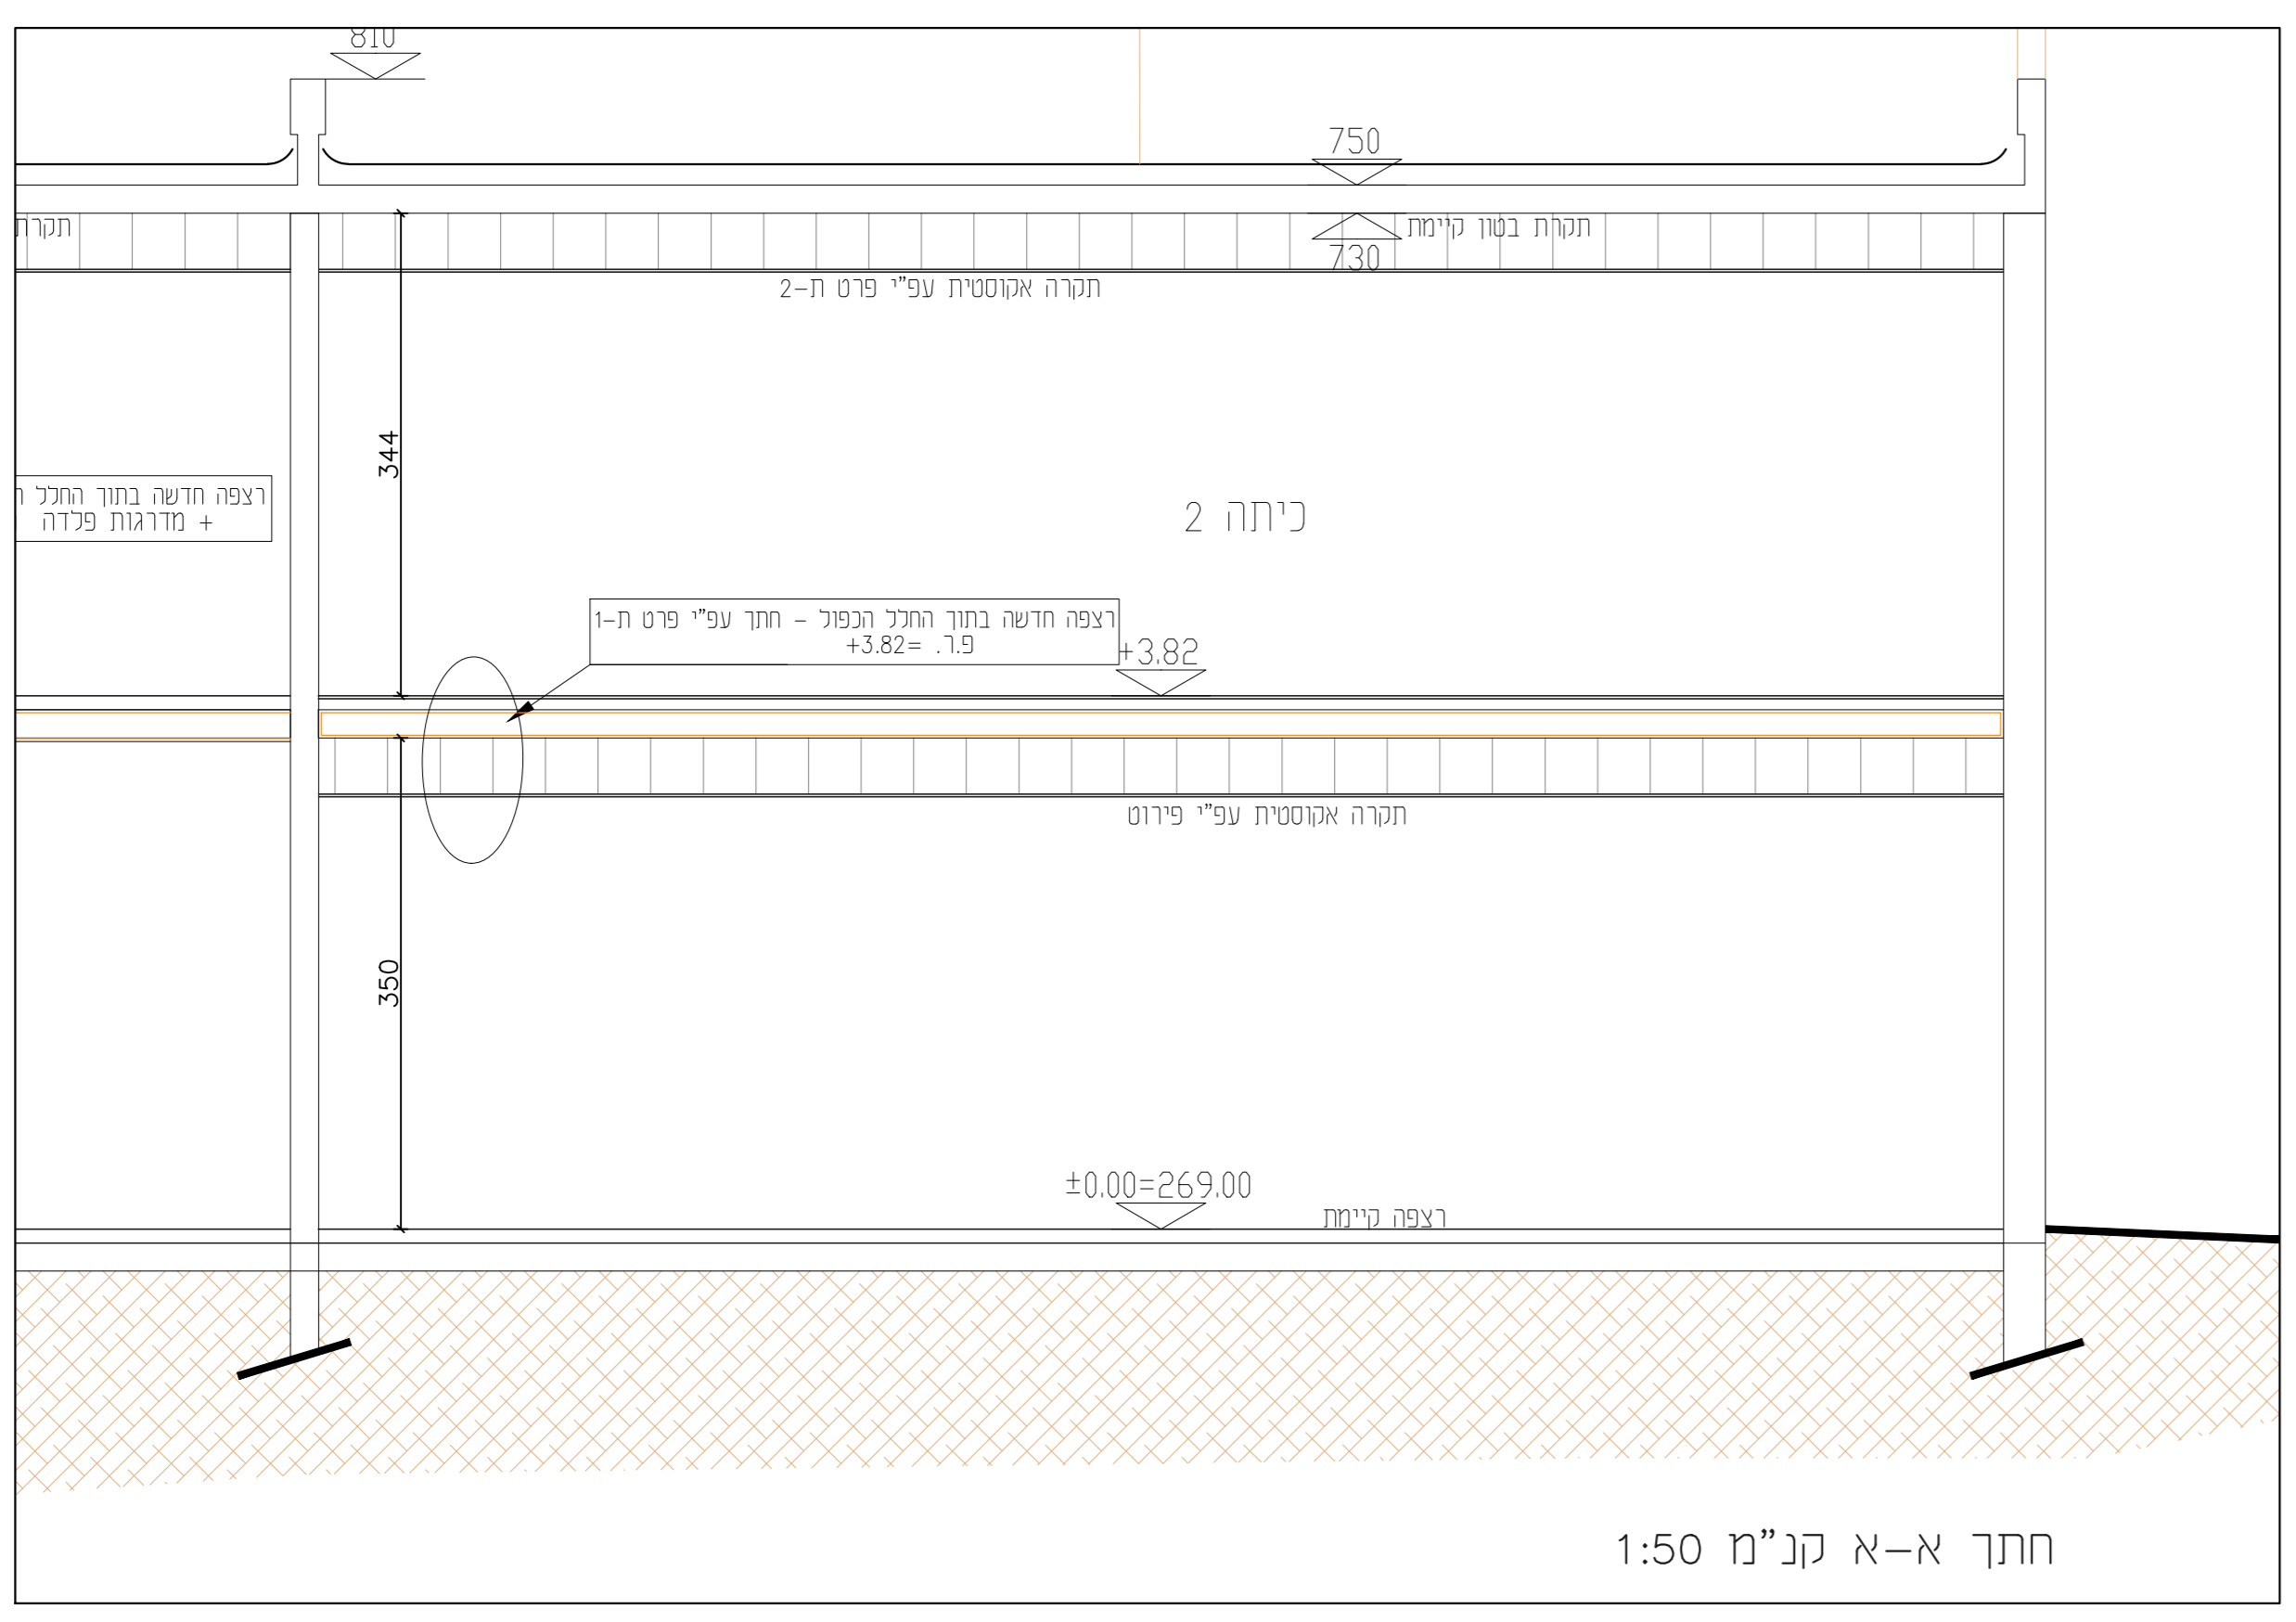 810
750
תקרת
תקרת בטון קיימת
730
תקרה אקוסטית עפ"י פרט ת-2
344
רצפה חדשה בתוך החלל
+ מדרגות פלדה
כיתה 2
רצפה חדשה בתוך החלל הכפול - חתך עפ"י פרט ת-1
פ.ר. =3.82+
+3.82
תקרה אקוסטית עפ"י פירוט
350
±0.00=269.00
רצפה קיימת
חתך א-א קנ"מ 1:50